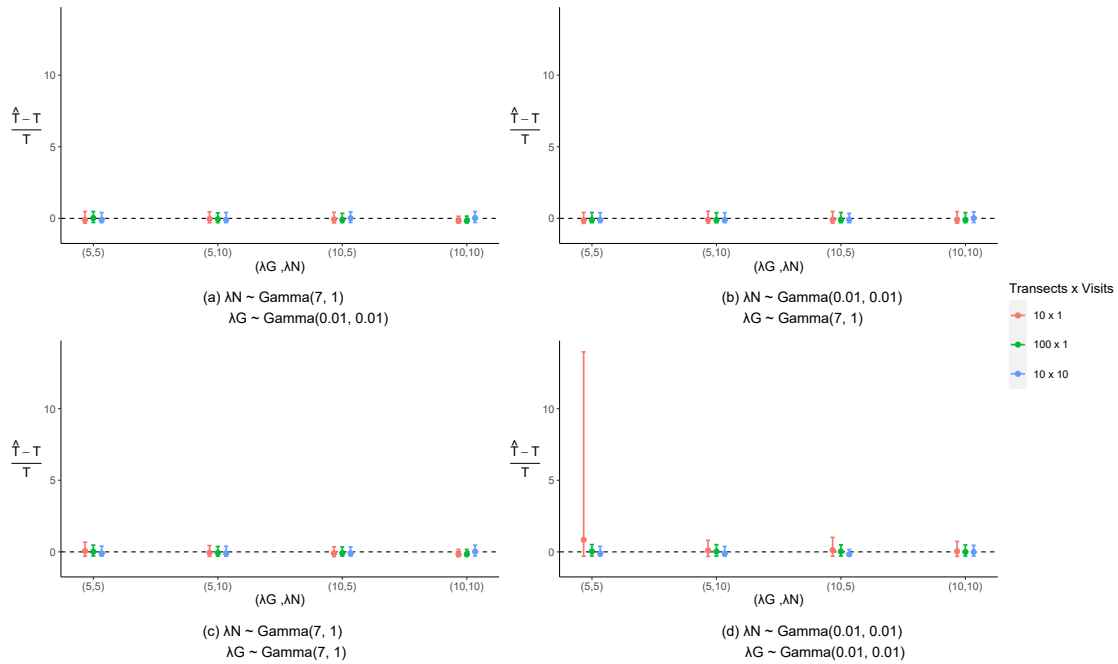 10
5
0
T̂ – T
T
(5,5) (5,10) (10,5) (10,10)
(λG ,λN)
(a) λN ~ Gamma(7, 1)
λG ~ Gamma(0.01, 0.01)
10
5
0
T̂ – T
T
(5,5) (5,10) (10,5) (10,10)
(λG ,λN)
(b) λN ~ Gamma(0.01, 0.01)
λG ~ Gamma(7, 1)
Transects x Visits
10 x 1
100 x 1
10 x 10
10
5
0
T̂ – T
T
(5,5) (5,10) (10,5) (10,10)
(λG ,λN)
(c) λN ~ Gamma(7, 1)
λG ~ Gamma(7, 1)
10
5
0
T̂ – T
T
(5,5) (5,10) (10,5) (10,10)
(λG ,λN)
(d) λN ~ Gamma(0.01, 0.01)
λG ~ Gamma(0.01, 0.01)